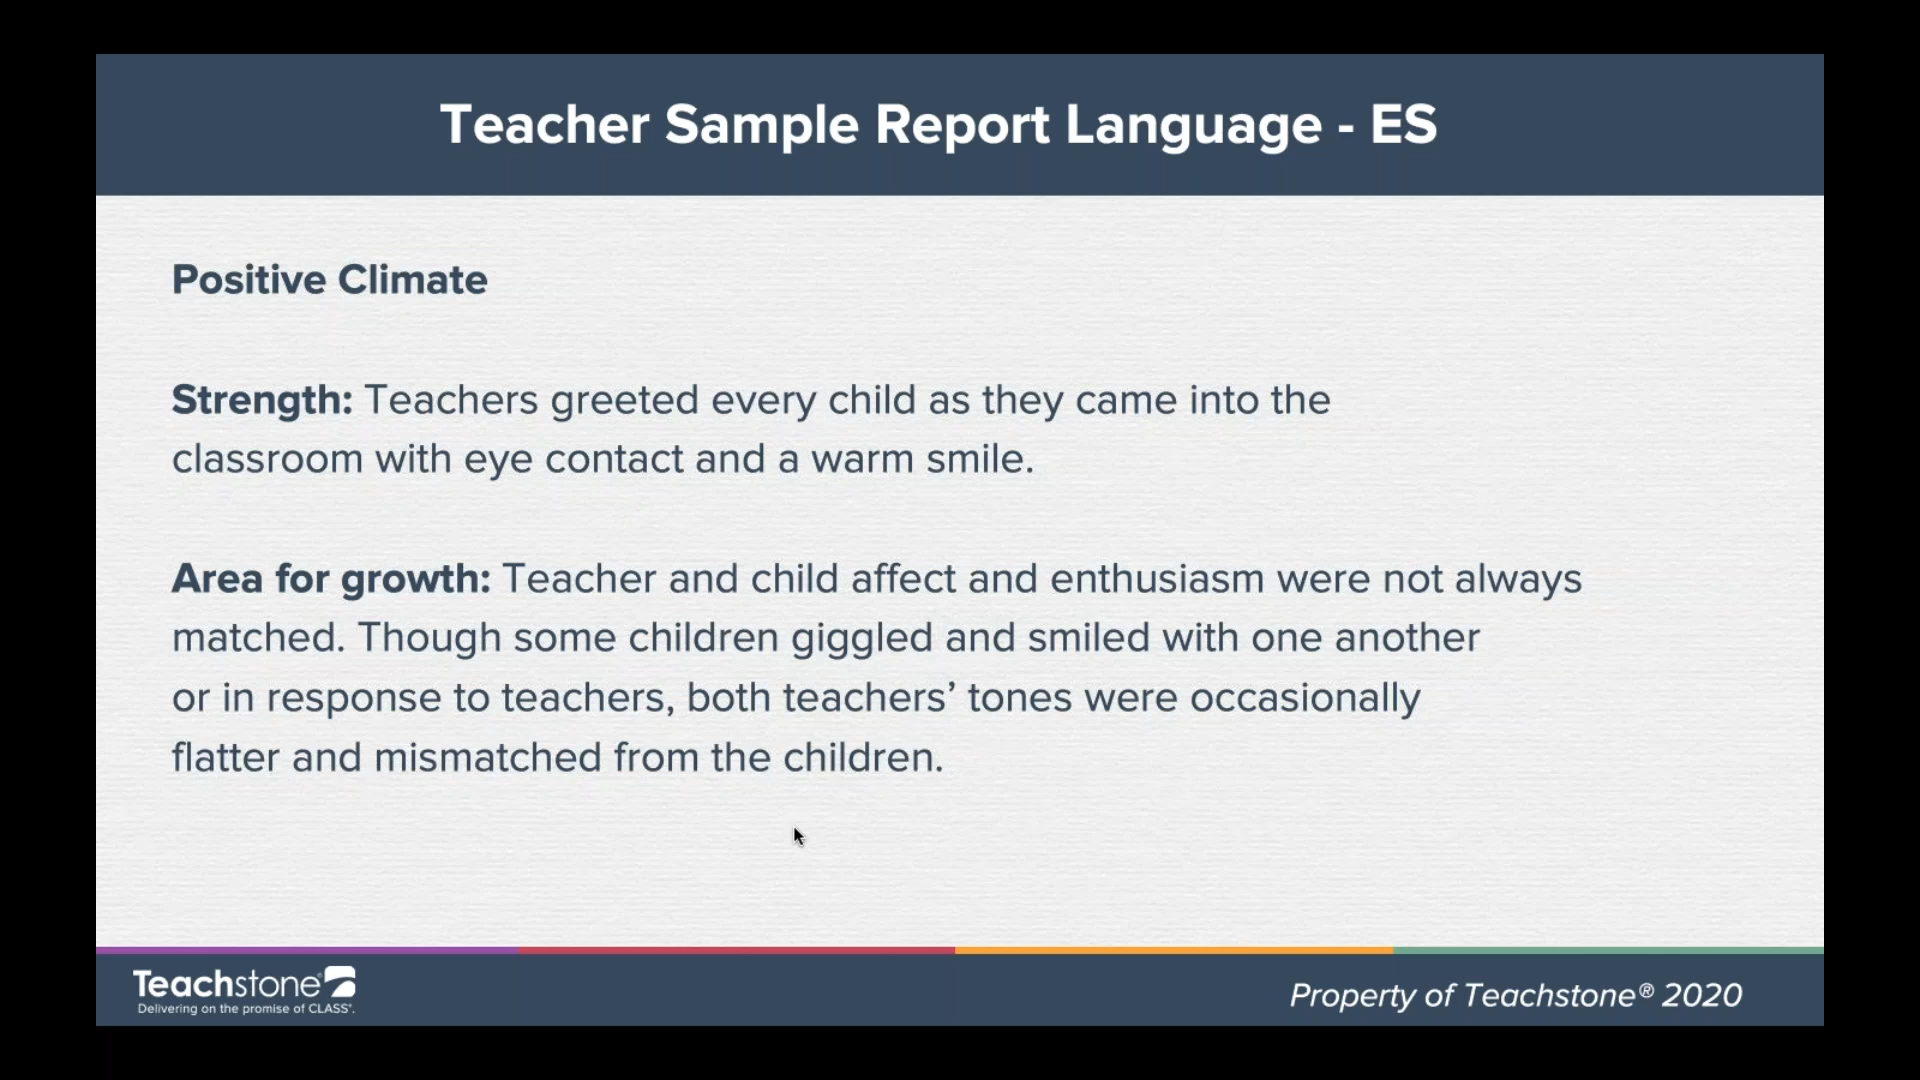 Teacher Sample Report Language - ES
Positive Climate
Strength: Teachers greeted every child as they came into the
classroom with eye contact and a warm smile.
Area for growth: Teacher and child affect and enthusiasm were not always
matched. Though some children giggled and smiled with one another
or in response to teachers, both teachers’ tones were occasionally
flatter and mismatched from the children.
Teachstone®
Delivering on the promise of CLASS®.
Property of Teachstone® 2020